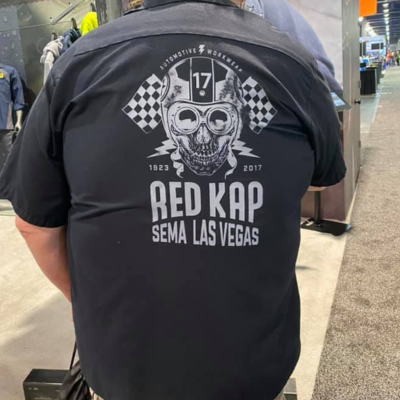 AUTOMOTIVE WORKWEAR
17
1923 2017
RED KAP
SEMA LAS VEGAS